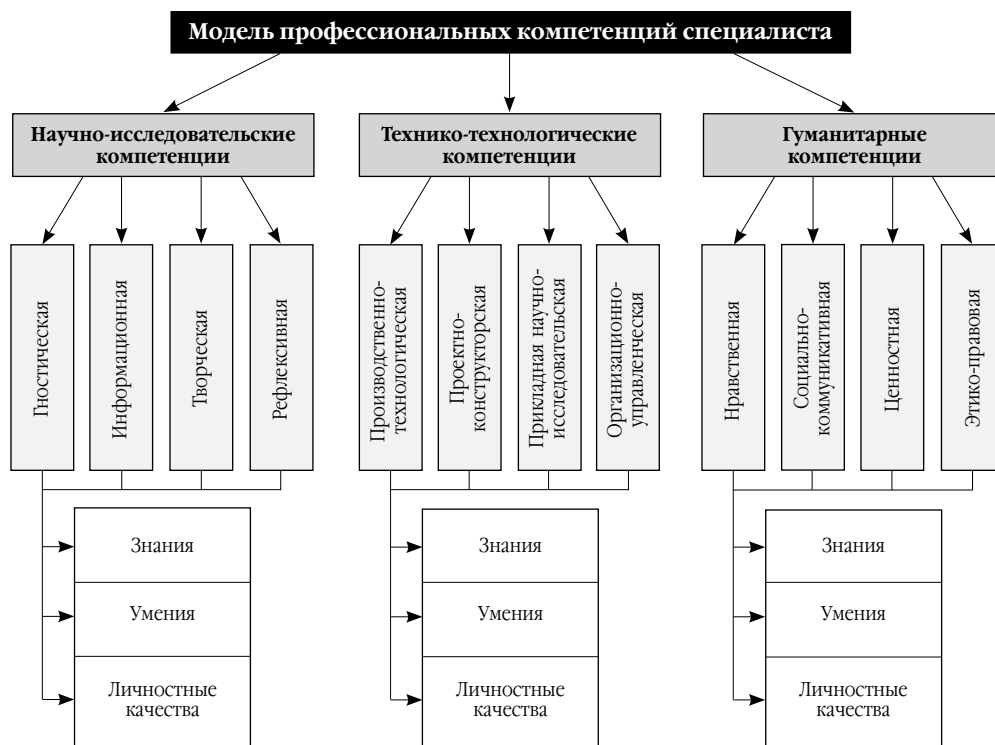 Модель профессиональных компетенций специалиста
Научно-исследовательские
компетенции
Технико-технологические
компетенции
Гуманитарные
компетенции
Гностическая
Информационная
Творческая
Рефлексивная
Производственно-
технологическая
Проектно-
конструкторская
Прикладная научно-
исследовательская
Организационно-
управленческая
Нравственная
Социально-
коммуникативная
Ценностная
Этико-правовая
Знания
Умения
Личностные
качества
Знания
Умения
Личностные
качества
Знания
Умения
Личностные
качества